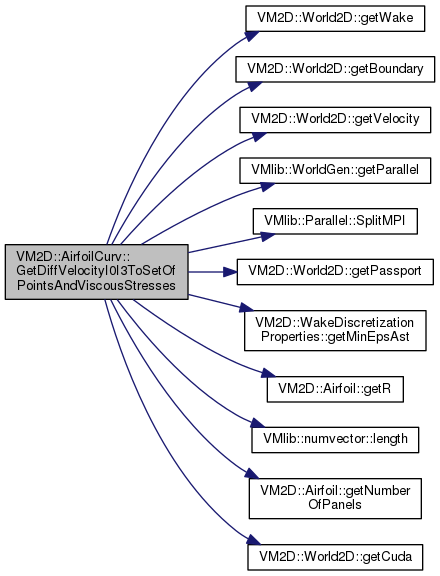 VM2D::World2D::getWake
VM2D::World2D::getBoundary
VM2D::World2D::getVelocity
VMlib::WorldGen::getParallel
VMlib::Parallel::SplitMPI
VM2D::AirfoilCurv::
GetDiffVelocityI0I3ToSetOf
PointsAndViscousStresses
VM2D::World2D::getPassport
VM2D::WakeDiscretization
Properties::getMinEpsAst
VM2D::Airfoil::getR
VMlib::numvector::length
VM2D::Airfoil::getNumber
OfPanels
VM2D::World2D::getCuda